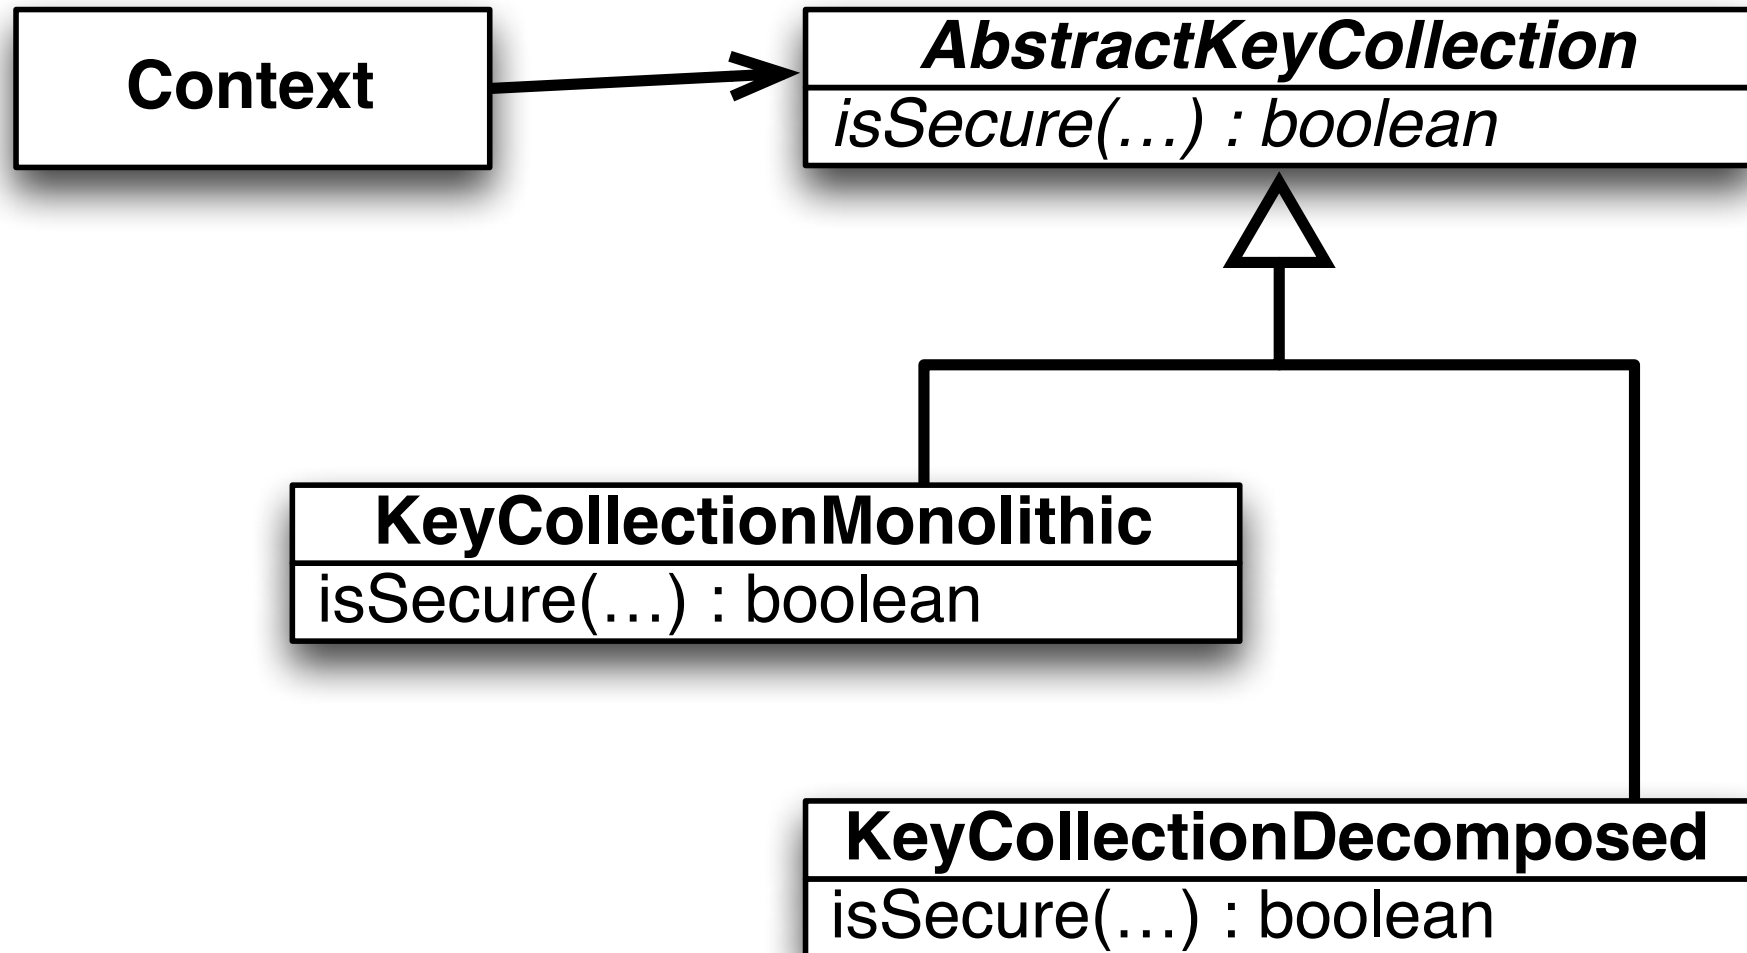 Context
AbstractKeyCollection
isSecure(…) : boolean
KeyCollectionMonolithic
isSecure(…) : boolean
KeyCollectionDecomposed
isSecure(…) : boolean